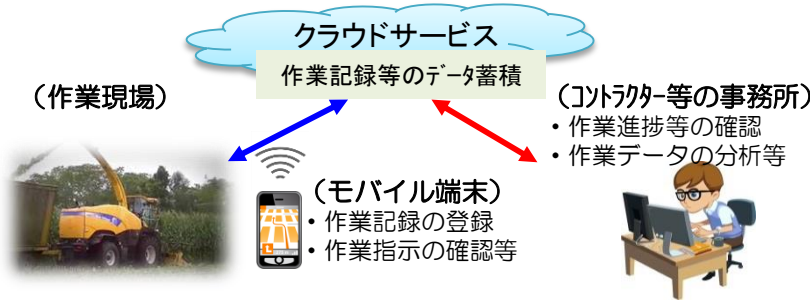 クラウドサービス
作業記録等のﾃﾞｰﾀ蓄積
（作業現場）
（ｺﾝﾄﾗｸﾀｰ等の事務所）
・作業進捗等の確認
・作業データの分析等
（モバイル端末）
・作業記録の登録
・作業指示の確認等